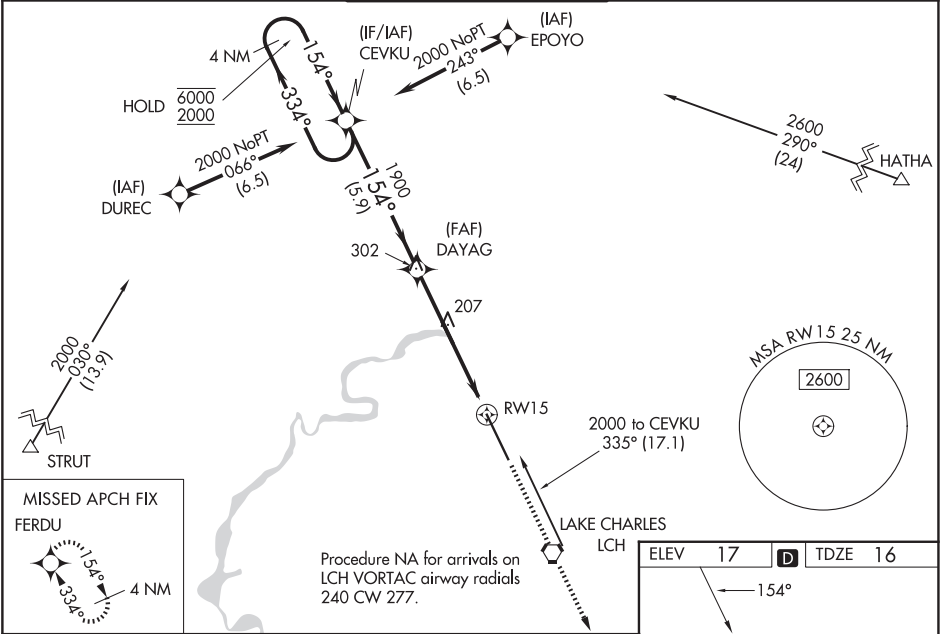 (IF/IAF)
CEVKU
(IAF)
EPOYO
4 NM
154°
334°
2000 NoPT
243°
(6.5)
HOLD
6000
2000
2000 NoPT
066°
(6.5)
(IAF)
DUREC
2600
290°
(24)
HATHA
1900
154°
(5.9)
(FAF)
DAYAG
302
207
2000
030°
(13.9)
STRUT
RW15
MSA RW15 25 NM
2600
2000 to CEVKU
335° (17.1)
LAKE CHARLES
LCH
MISSED APCH FIX
FERDU
154°
334°
4 NM
Procedure NA for arrivals on
LCH VORTAC airway radials
240 CW 277.
ELEV 17 D TDZE 16
154°